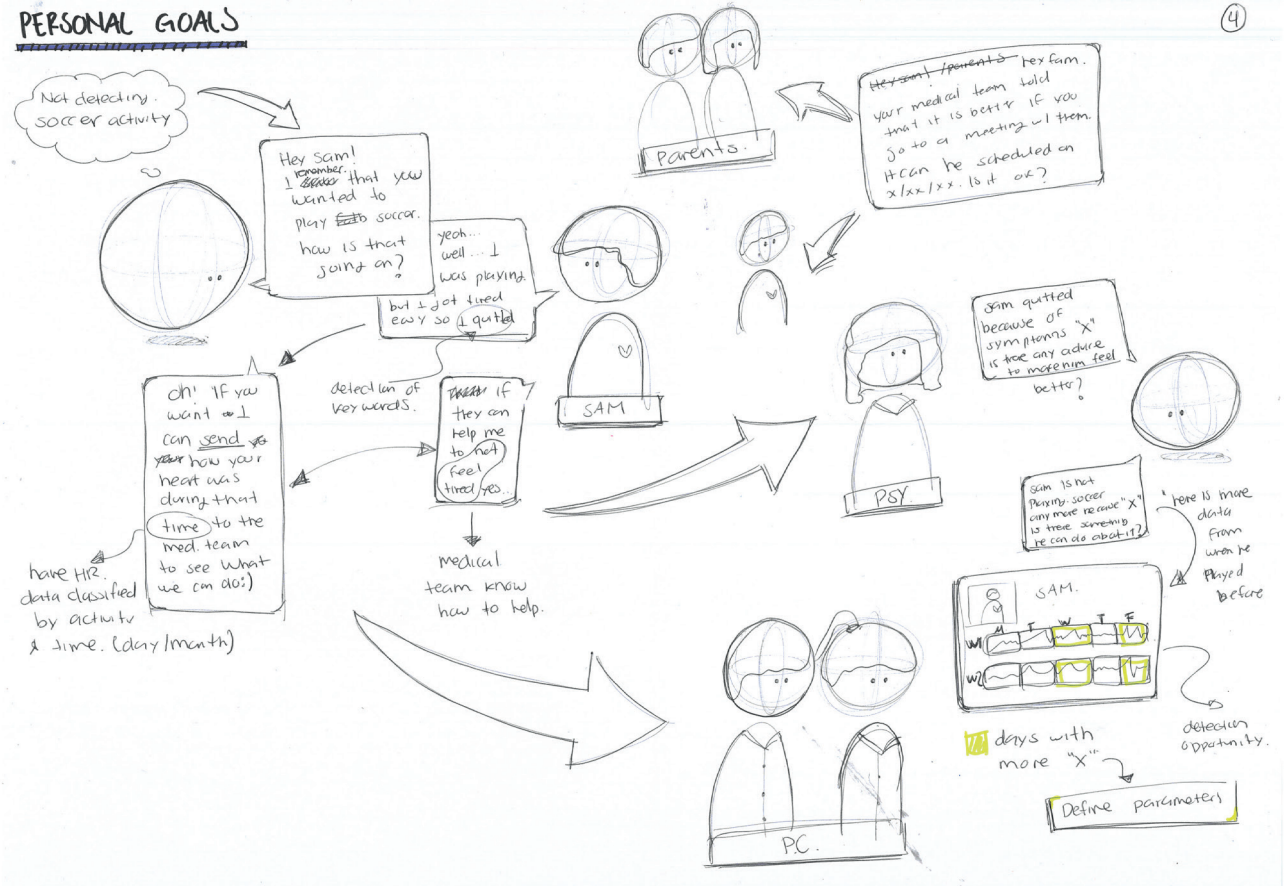 PERSONAL GOALS
4
Not detecting.
soccer activity
Hey Sam!
remember.
I that you
wanted to
play soccer.
how is that
going on?
yeah...
well... I
was playing
but I got tired
easy so I quitted
detection of
keywords.
SAM
oh! If you
want I
can send
how your
heart was
during that
time to the
med. team
to see what
we can do:)
if
they can
help me
to not
feel
tired yes...
medical
team know
how to help.
have HR.
data classified
by activity
& time. (day/month)
Parents.
Hey sam! /parents fam.
your medical team told
that it is better if you
go to a meeting w/ them.
it can be scheduled on
x/xx/xx. Is it ok?
PSY.
sam quitted
because of
symptoms "X"
is there any advice
to make him feel
better?
sam is not
playing soccer
any more because "X"
is there something
he can do about it?
here is more
data
from
when he
played
before
SAM.
M T W T F
W1
W2
detection
opportunity.
days with
more "X"
Define parameters
P.C.